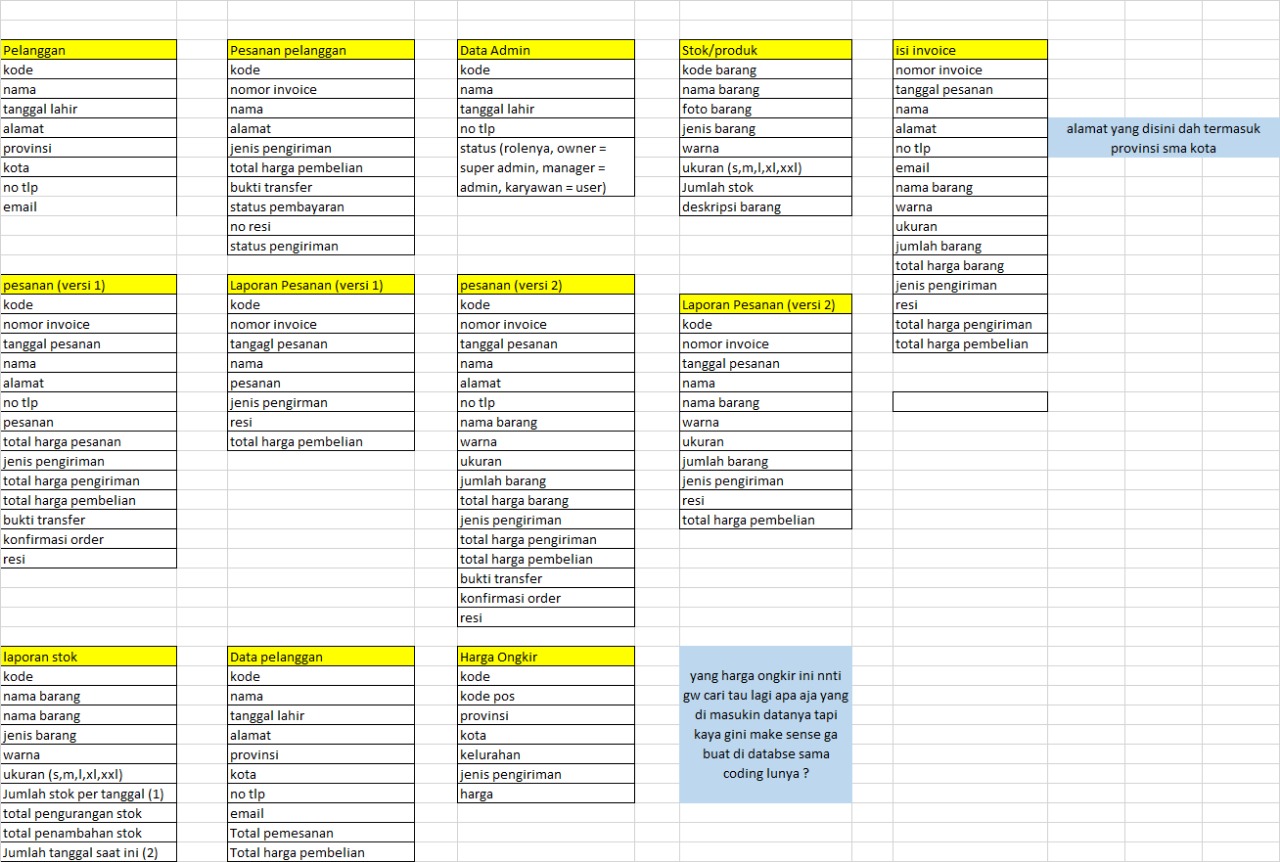 Pelanggan
kode
nama
tanggal lahir
alamat
provinsi
kota
no tlp
email
Pesanan pelanggan
kode
nomor invoice
nama
alamat
jenis pengiriman
total harga pembelian
bukti transfer
status pembayaran
no resi
status pengiriman
Data Admin
kode
nama
tanggal lahir
no tlp
status (rolenya, owner =
super admin, manager =
admin, karyawan = user)
Stok/produk
kode barang
nama barang
foto barang
jenis barang
warna
ukuran (s,m,l,xl,xxl)
Jumlah stok
deskripsi barang
isi invoice
nomor invoice
tanggal pesanan
nama
alamat
no tlp
email
nama barang
warna
ukuran
jumlah barang
total harga barang
jenis pengiriman
resi
total harga pengiriman
total harga pembelian
alamat yang disini dah termasuk
provinsi sma kota
pesanan (versi 1)
kode
nomor invoice
tanggal pesanan
nama
alamat
no tlp
pesanan
total harga pesanan
jenis pengiriman
total harga pengiriman
total harga pembelian
bukti transfer
konfirmasi order
resi
Laporan Pesanan (versi 1)
kode
nomor invoice
tangagl pesanan
nama
pesanan
jenis pengirman
resi
total harga pembelian
pesanan (versi 2)
kode
nomor invoice
tanggal pesanan
nama
alamat
no tlp
nama barang
warna
ukuran
jumlah barang
total harga barang
jenis pengiriman
total harga pengiriman
total harga pembelian
bukti transfer
konfirmasi order
resi
Laporan Pesanan (versi 2)
kode
nomor invoice
tanggal pesanan
nama
nama barang
warna
ukuran
jumlah barang
jenis pengiriman
resi
total harga pembelian
laporan stok
kode
nama barang
nama barang
jenis barang
warna
ukuran (s,m,l,xl,xxl)
Jumlah stok per tanggal (1)
total pengurangan stok
total penambahan stok
Jumlah tanggal saat ini (2)
Data pelanggan
kode
nama
tanggal lahir
alamat
provinsi
kota
no tlp
email
Total pemesanan
Total harga pembelian
Harga Ongkir
kode
kode pos
provinsi
kota
kelurahan
jenis pengiriman
harga
yang harga ongkir ini nnti
gw cari tau lagi apa aja yang
di masukin datanya tapi
kaya gini make sense ga
buat di databse sama
coding lunya ?